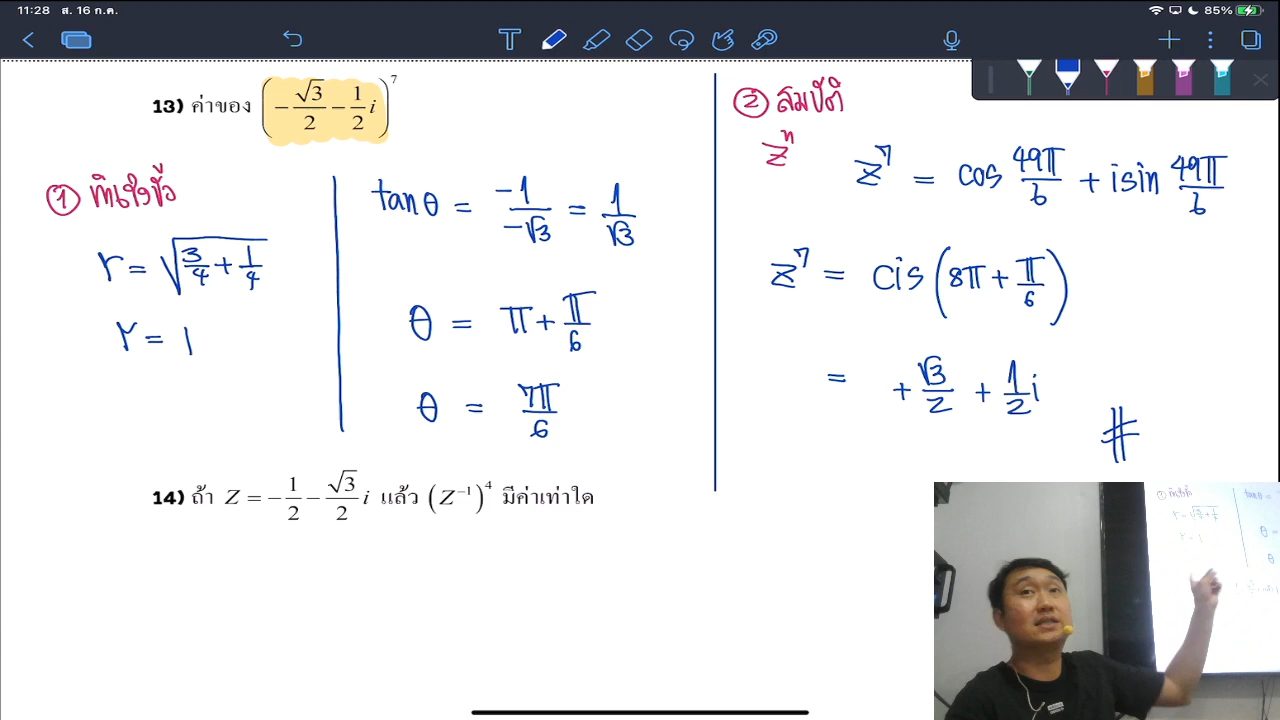 11:28 ส. 16 ก.ค. 85%
13) ค่าของ (-√3/2 - 1/2 i)^7
① ทำเชิงขั้ว
r = √(3/4 + 1/4)
r = 1
tanθ = -1/-√3 = 1/√3
θ = π + π/6
θ = 7π/6
② สมบัติ
z^n
z^7 = cos 49π/6 + i sin 49π/6
z^7 = cis(8π + π/6)
= +√3/2 + 1/2 i
#
14) ถ้า Z = -1/2 - √3/2 i แล้ว (Z^-1)^4 มีค่าเท่าใด